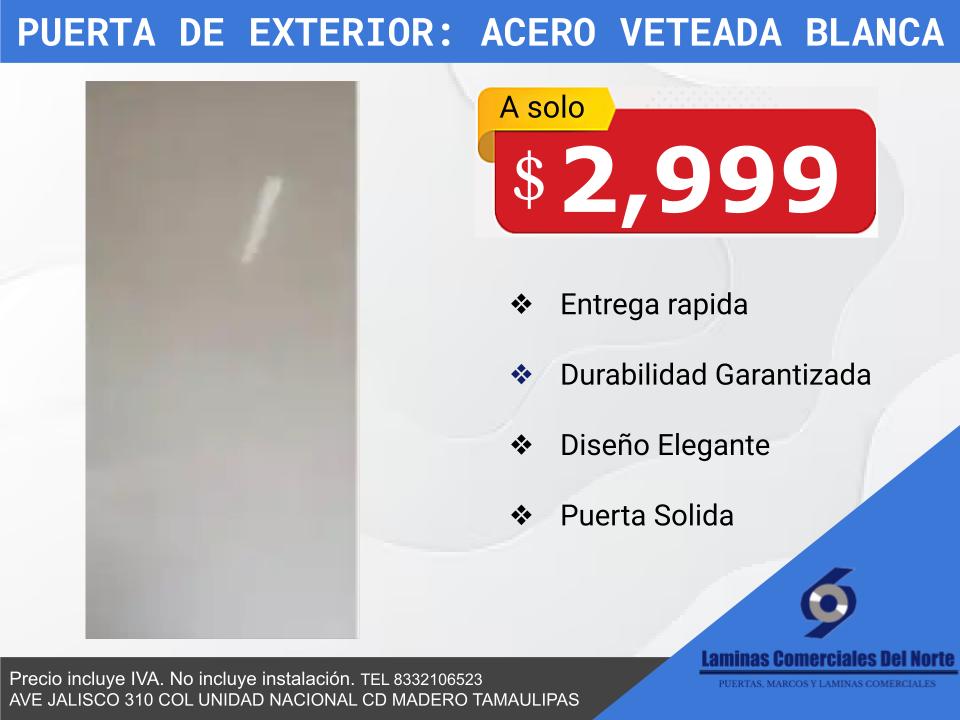 PUERTA DE EXTERIOR: ACERO VETEADA BLANCA
A solo
$ 2,999
❖ Entrega rapida
❖ Durabilidad Garantizada
❖ Diseño Elegante
❖ Puerta Solida
Laminas Comerciales Del Norte
PUERTAS, MARCOS Y LAMINAS COMERCIALES
Precio incluye IVA. No incluye instalación. TEL 8332106523
AVE JALISCO 310 COL UNIDAD NACIONAL CD MADERO TAMAULIPAS